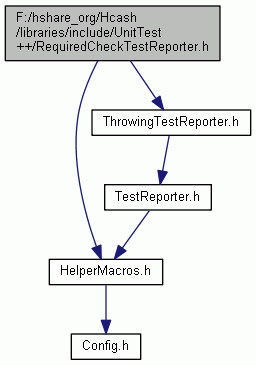 F:/hshare_org/Hcash
/libraries/include/UnitTest
++/RequiredCheckTestReporter.h
ThrowingTestReporter.h
TestReporter.h
HelperMacros.h
Config.h